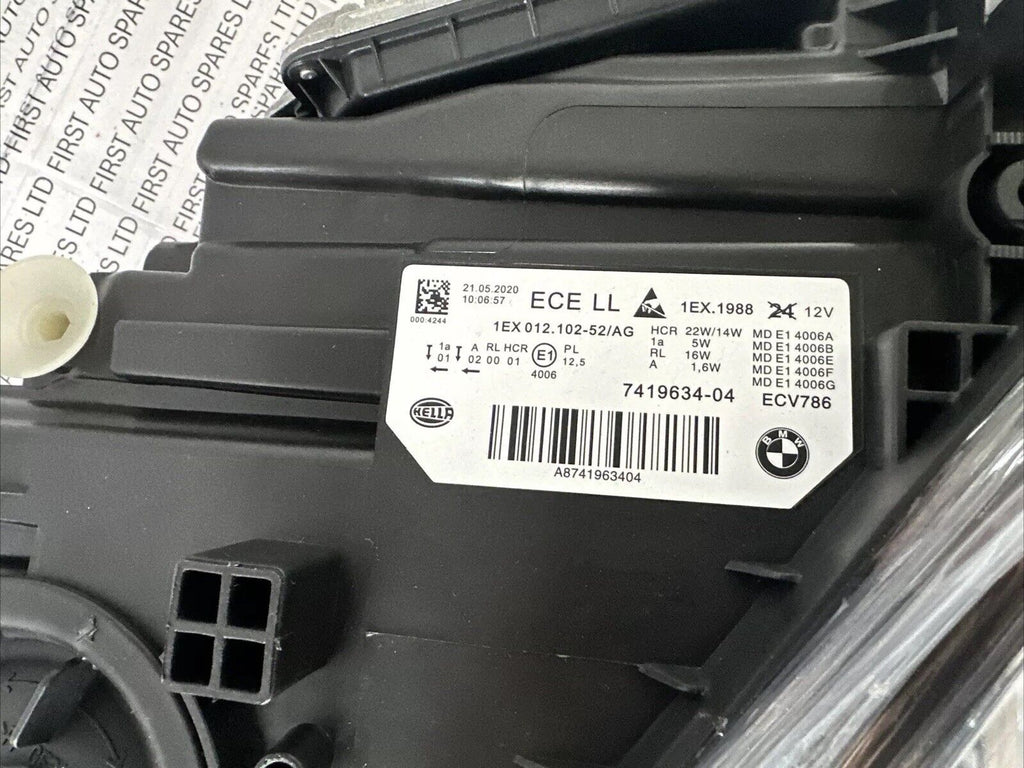 FIRST AUTO SPARES LTD FIRST AUTO SPARES LTD
21.05.2020
10:06:57
000 4244
ECE LL
1EX.1988 24 12V
1EX 012.102-52/AG
HCR 22W/14W
1a 5W
RL 16W
A 1,6W
MD E1 4006A
MD E1 4006B
MD E1 4006E
MD E1 4006F
MD E1 4006G
1a A RL HCR E1 PL
01 02 00 01 12,5
4006
7419634-04 ECV786
HELLA
BMW
A8741963404